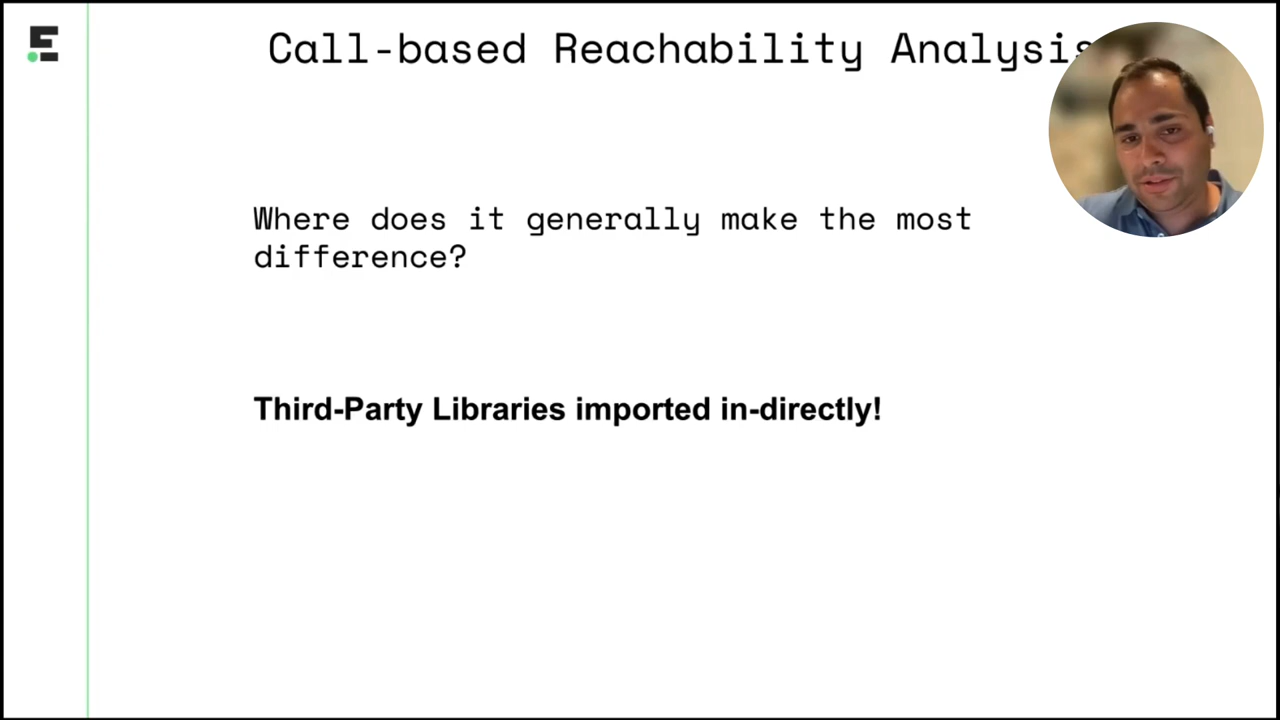 Call-based Reachability Analysis
Where does it generally make the most
difference?
Third-Party Libraries imported in-directly!